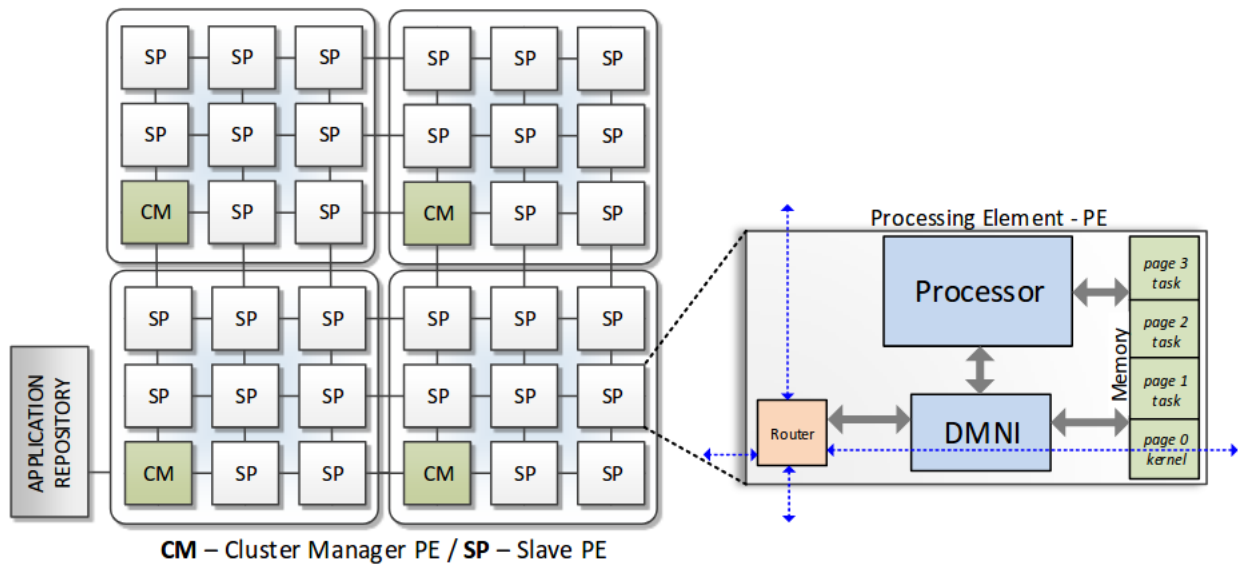 SP SP SP SP SP SP
SP SP SP SP SP SP
CM SP SP CM SP SP
SP SP SP SP SP SP
SP SP SP SP SP SP
CM SP SP CM SP SP
APPLICATION
REPOSITORY
CM – Cluster Manager PE / SP – Slave PE
Processing Element - PE
Processor
Memory
page 3
task
page 2
task
page 1
task
page 0
kernel
Router
DMNI